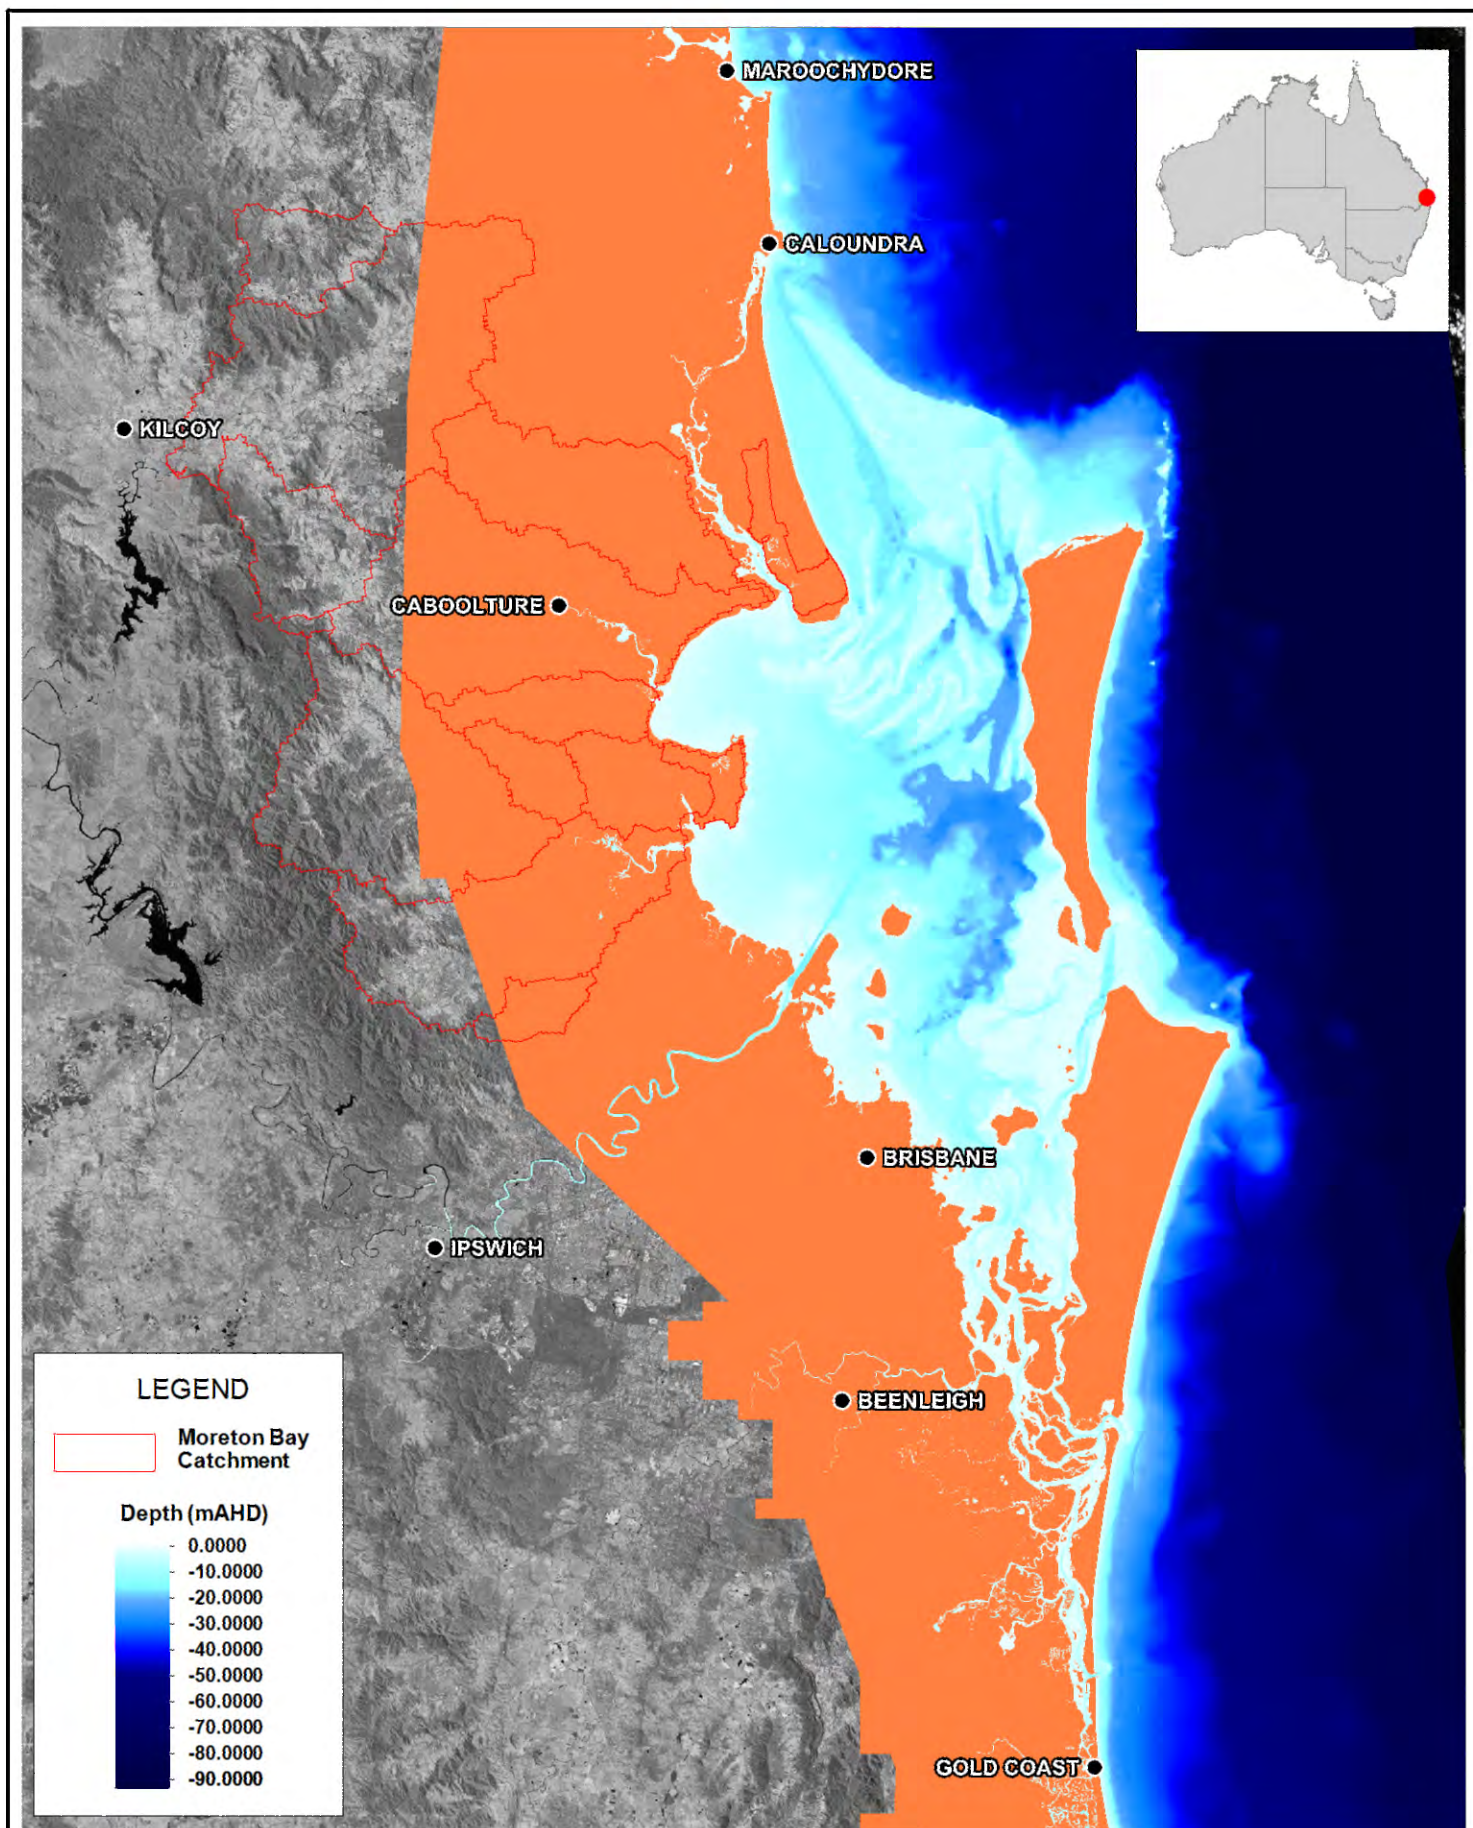 MAROOCHYDORE
CALOUNDRA
KILCOY
CABOOLTURE
BRISBANE
IPSWICH
BEENLEIGH
GOLD COAST
LEGEND
Moreton Bay
Catchment
Depth (mAHD)
0.0000
-10.0000
-20.0000
-30.0000
-40.0000
-50.0000
-60.0000
-70.0000
-80.0000
-90.0000